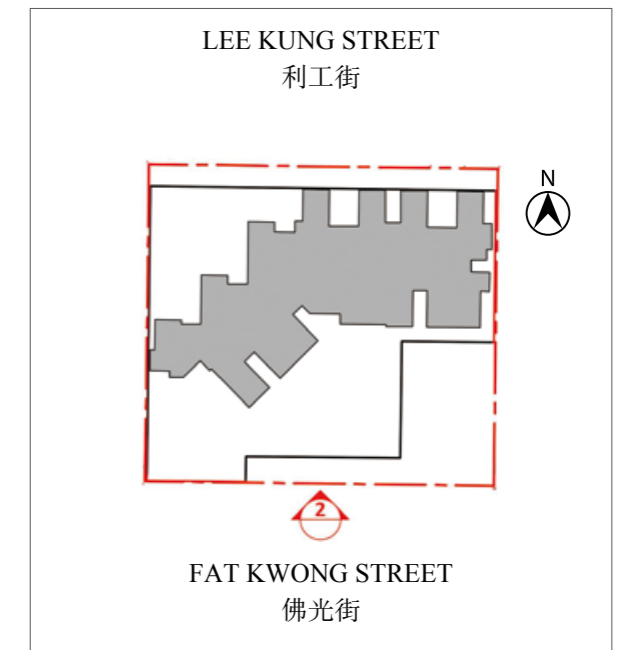 LEE KUNG STREET
利工街
N
2
FAT KWONG STREET
佛光街